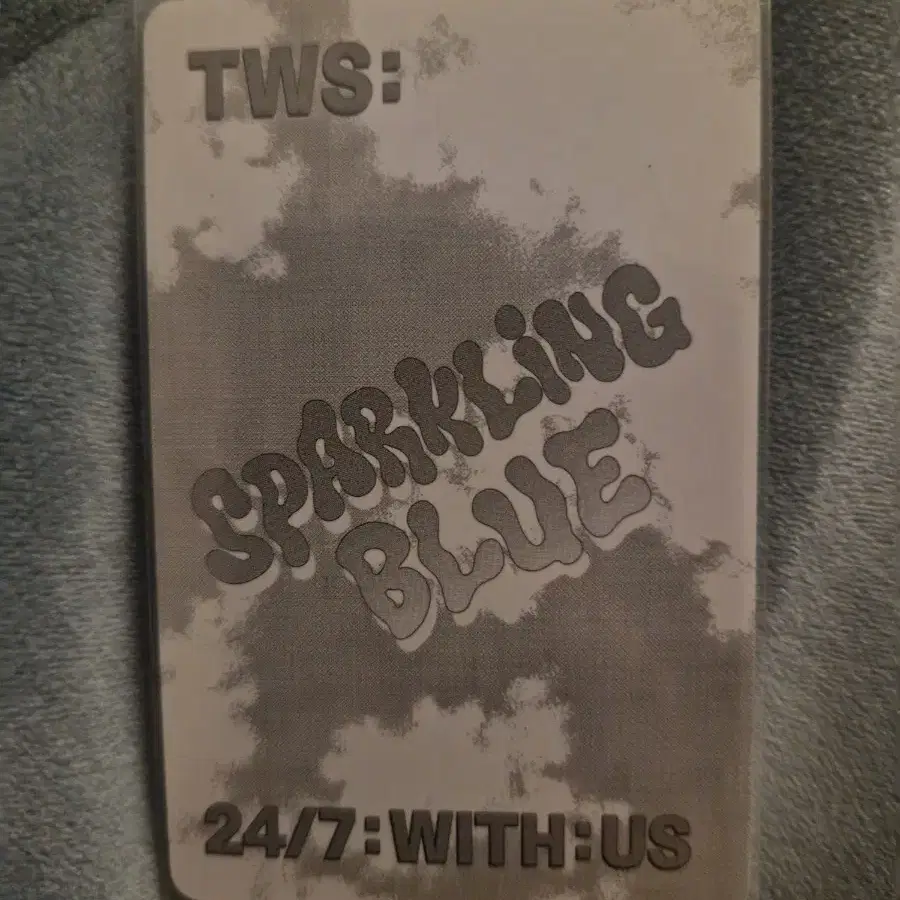 TWS:
SPARKLiNG
BLUE
24/7:WITH:US